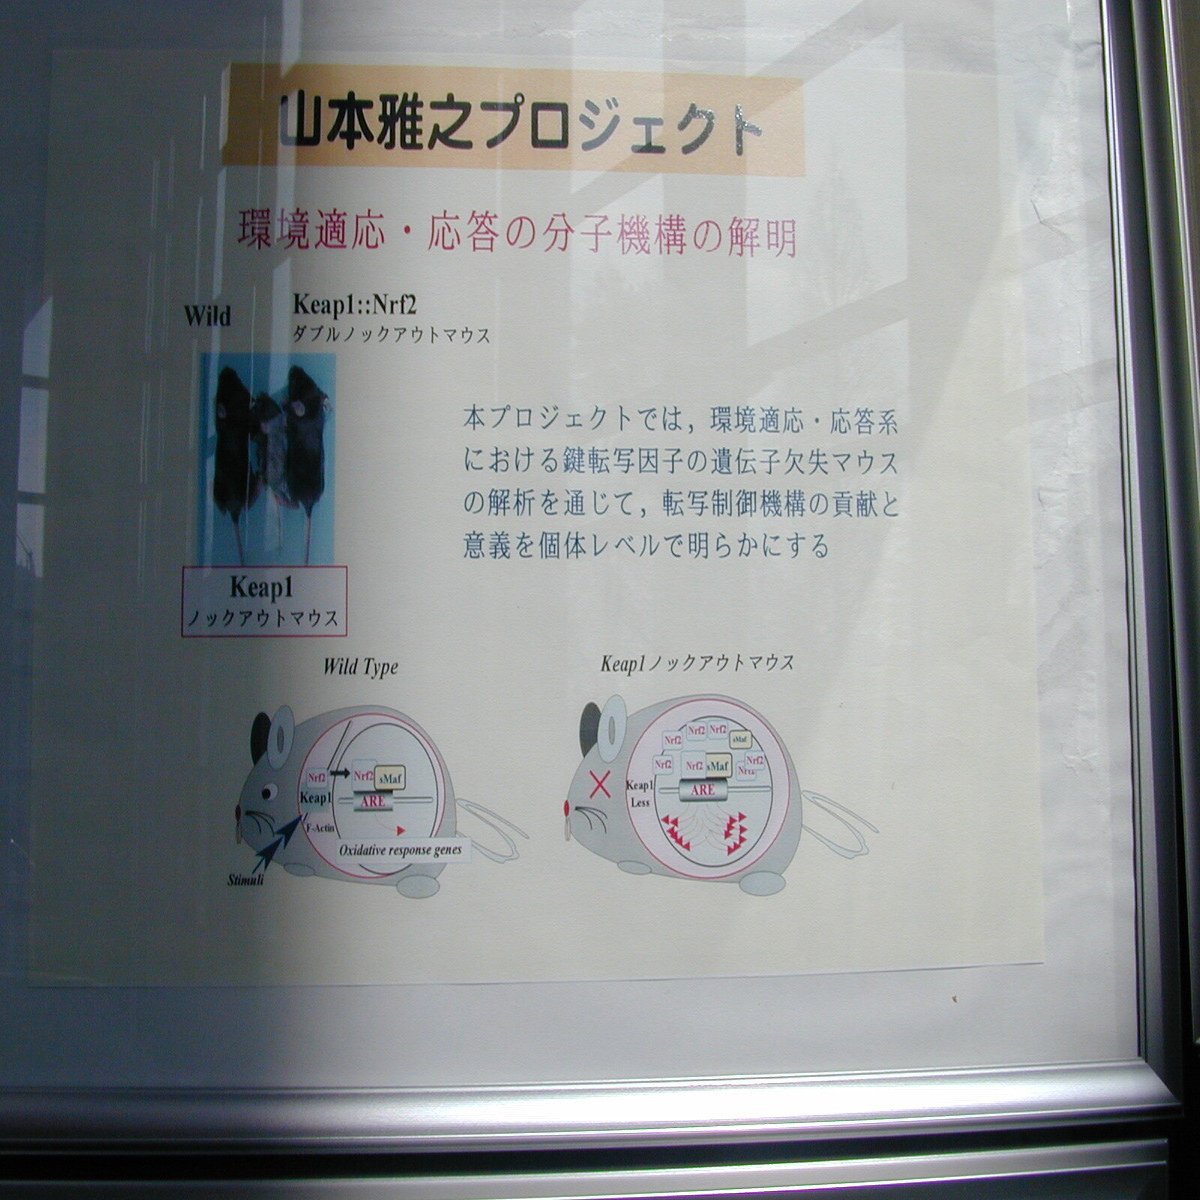 山本雅之プロジェクト
環境適応・応答の分子機構の解明
Wild
Keap1::Nrf2
ダブルノックアウトマウス
Keap1
ノックアウトマウス
本プロジェクトでは，環境適応・応答系
における鍵転写因子の遺伝子欠失マウス
の解析を通じて，転写制御機構の貢献と
意義を個体レベルで明らかにする
Wild Type
Nrf2
Nrf2
sMaf
Keap1
ARE
F-Actin
Oxidative response genes
Stimuli
Keap1ノックアウトマウス
Nrf2
Nrf2
Nrf2
sMaf
Nrf2
Nrf2
sMaf
Nrf2
Nrf2
Keap1
Less
ARE